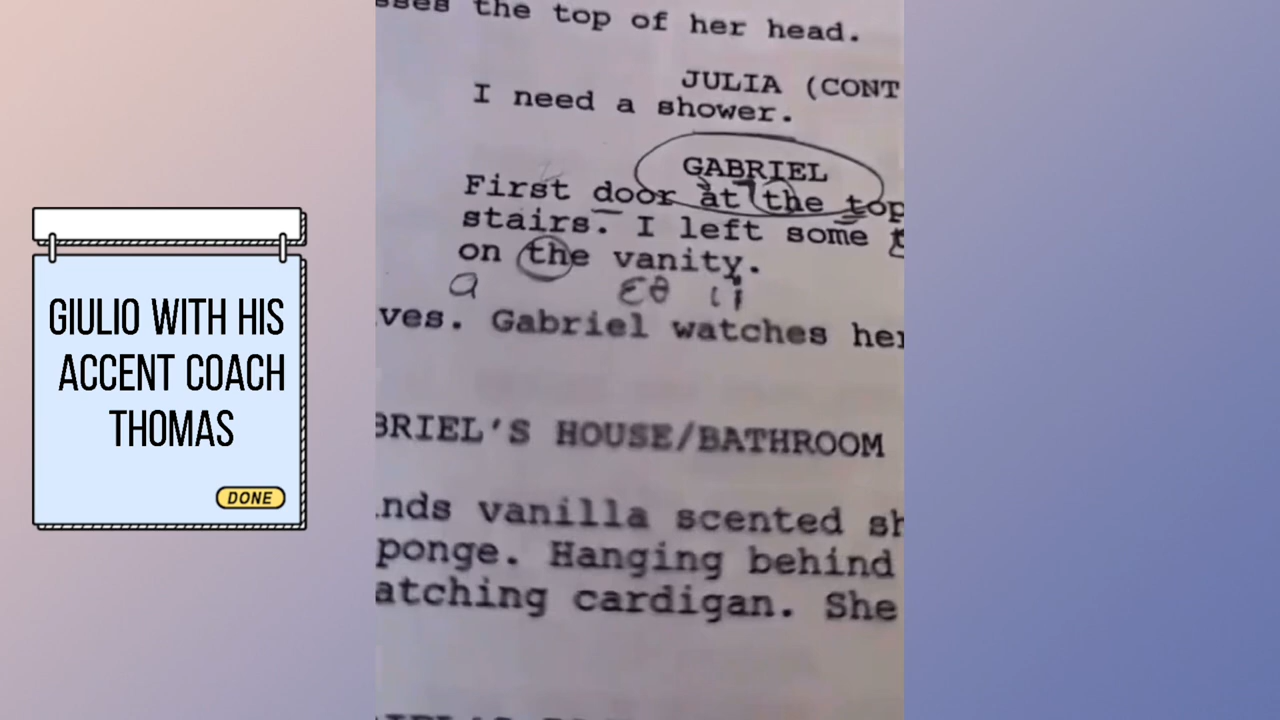 GIULIO WITH HIS
ACCENT COACH
THOMAS
DONE
the top of her head.
JULIA (CONT
I need a shower.
GABRIEL
First door at the top
stairs. I left some
on the vanity.
a
ves. Gabriel watches her
BRIEL'S HOUSE/BATHROOM
nds vanilla scented sh
ponge. Hanging behind
atching cardigan. She